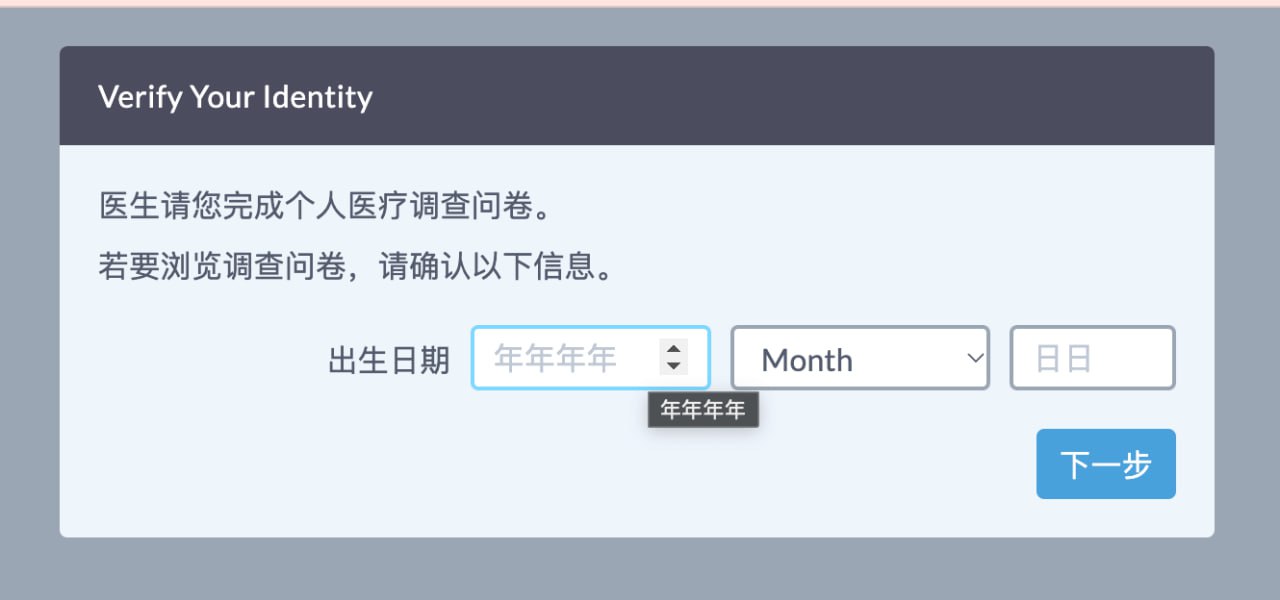 Verify Your Identity
医生请您完成个人医疗调查问卷。
若要浏览调查问卷，请确认以下信息。
出生日期 年年年年 Month 日日
年年年年
下一步